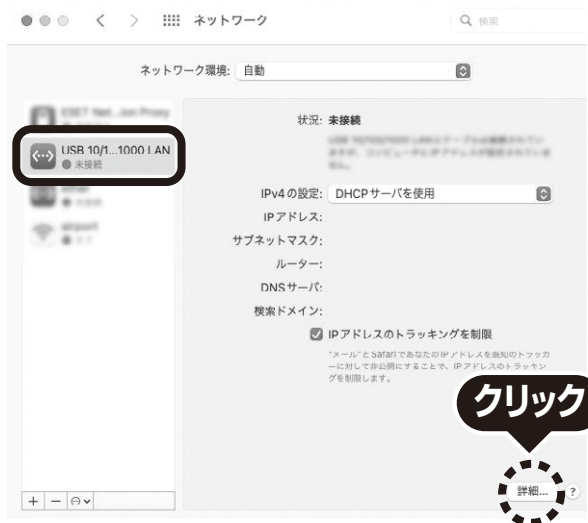 ネットワーク
検索
ネットワーク環境: 自動
USB 10/1...1000 LAN
未接続
状況: 未接続
IPv4の設定: DHCPサーバを使用
IPアドレス:
サブネットマスク:
ルーター:
DNSサーバ:
検索ドメイン:
IPアドレスのトラッキングを制限
"メール"とSafariであなたのIPアドレスを既知のトラッカ
ーに対して非公開にすることで、IPアドレスのトラッキン
グを制限します。
クリック
詳細... ?